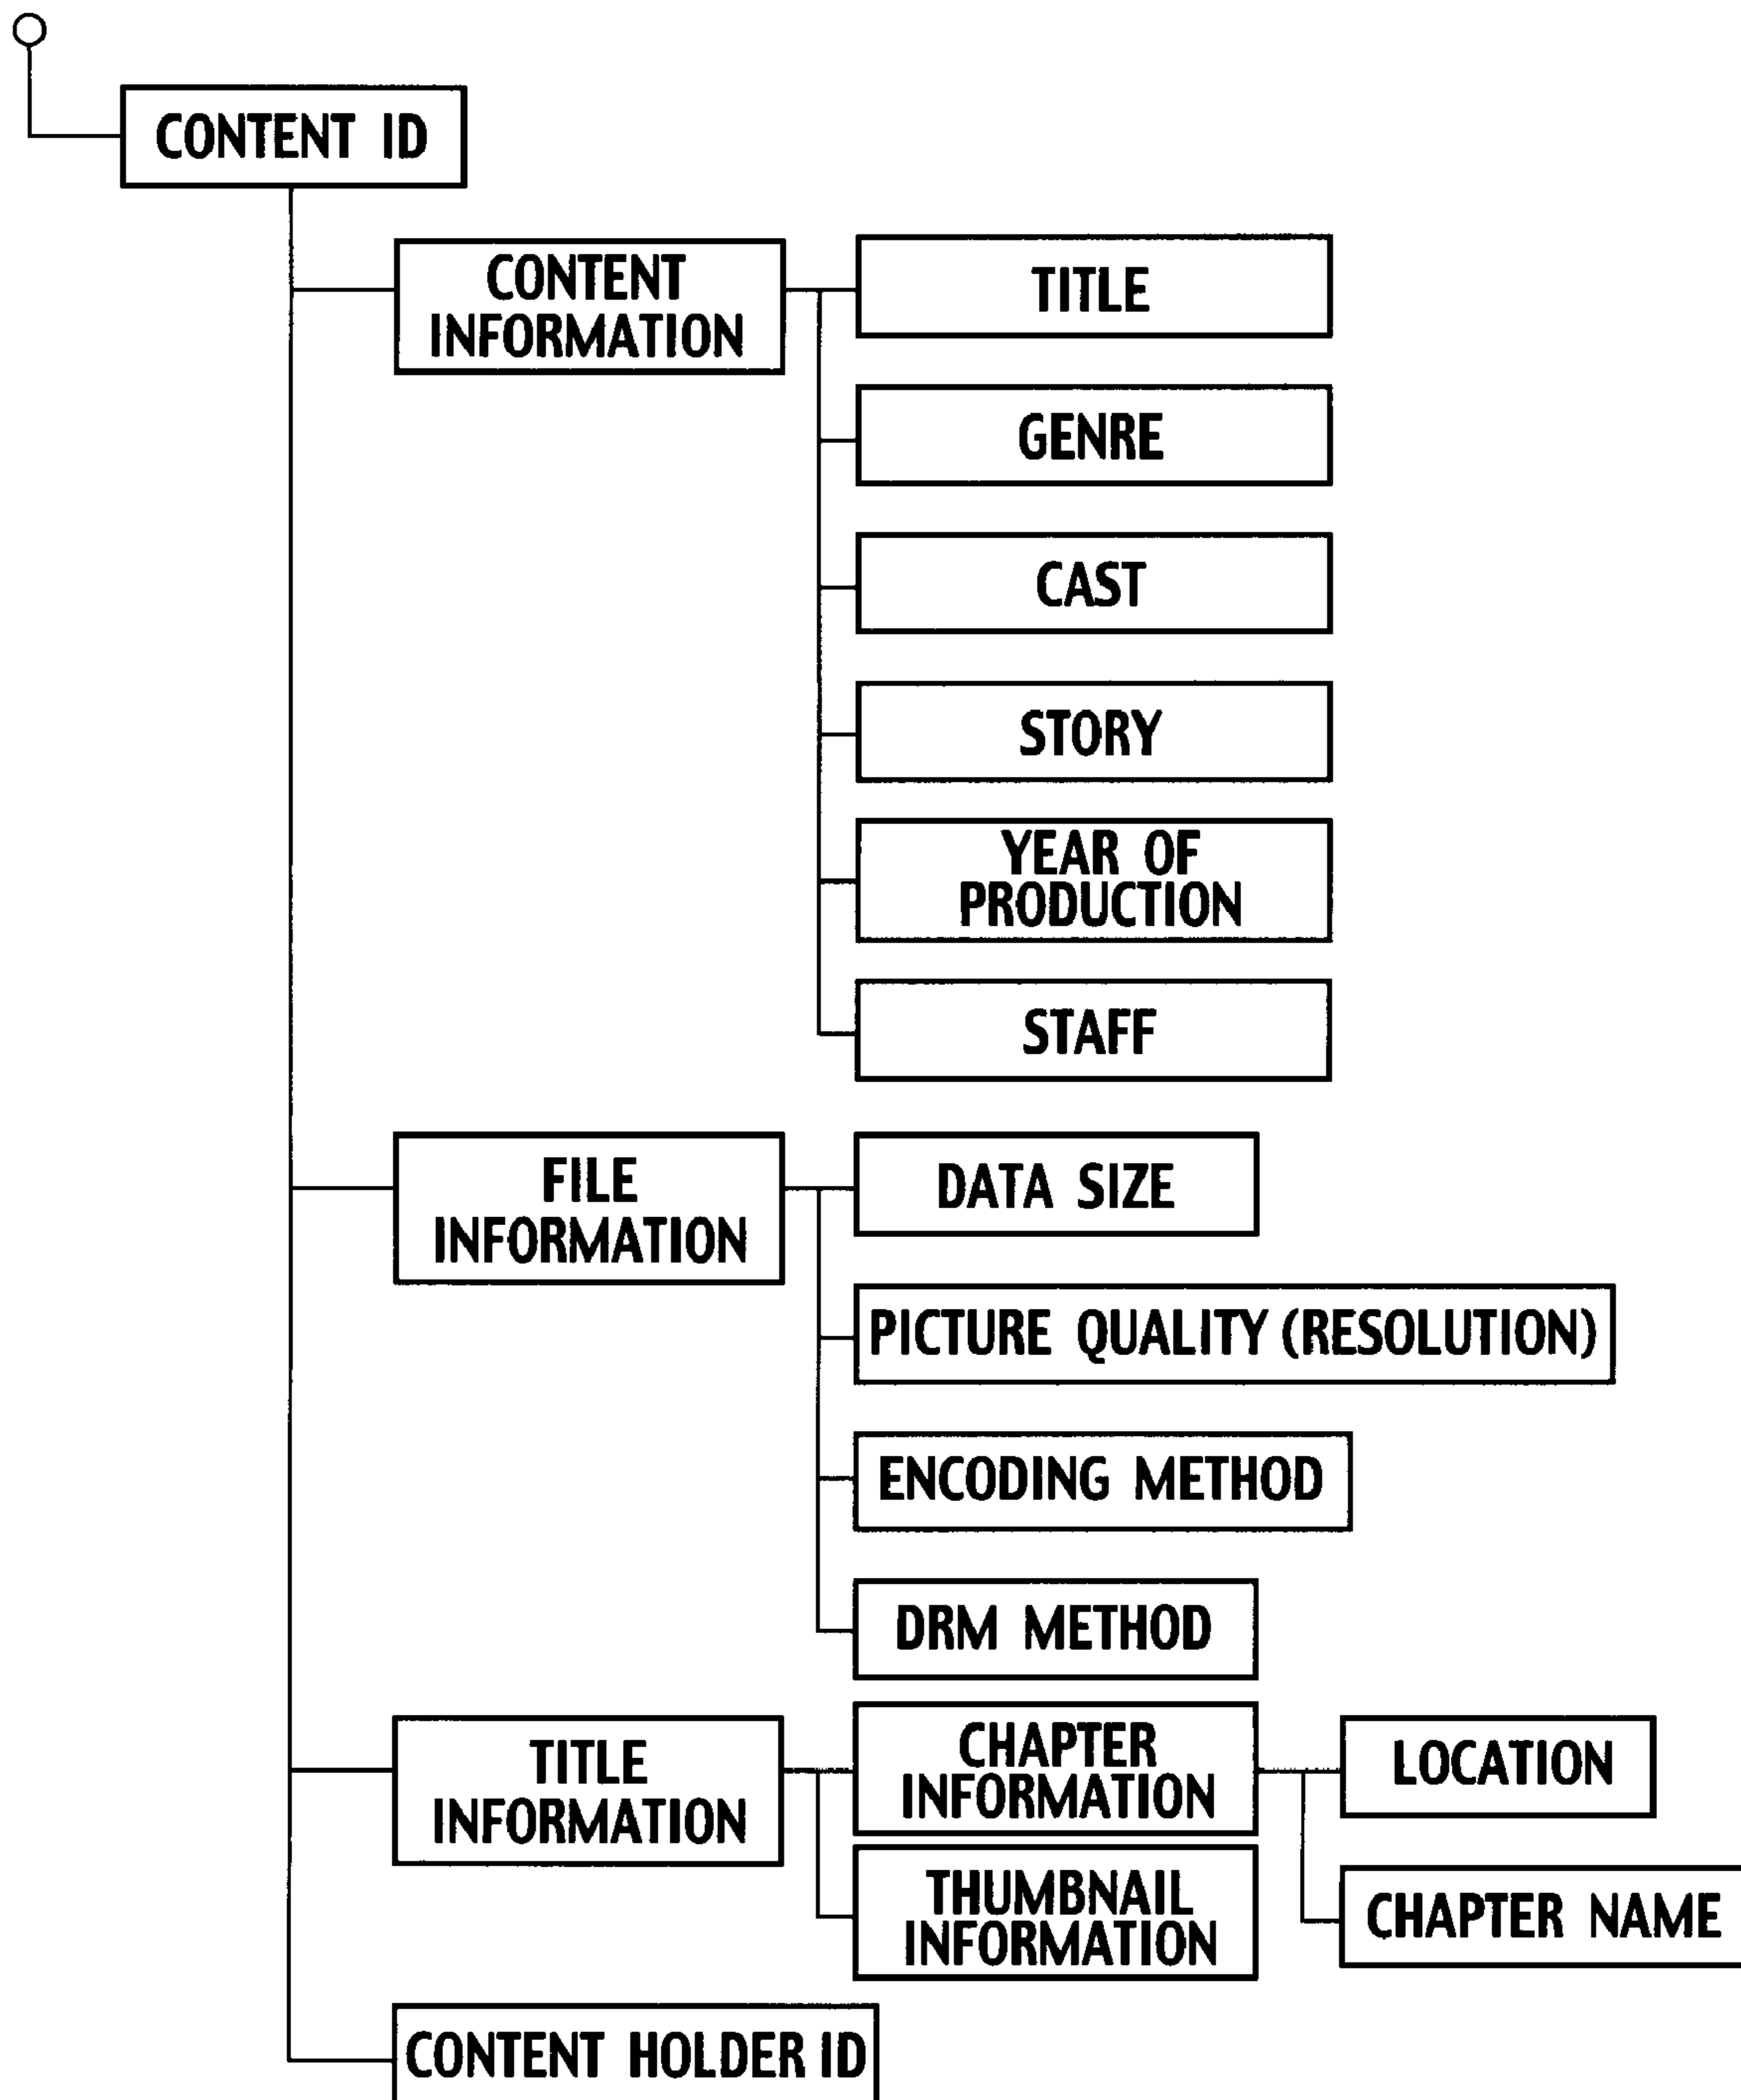 CONTENT ID
CONTENT
INFORMATION
TITLE
GENRE
CAST
STORY
YEAR OF
PRODUCTION
STAFF
FILE
INFORMATION
DATA SIZE
PICTURE QUALITY (RESOLUTION)
ENCODING METHOD
DRM METHOD
TITLE
INFORMATION
CHAPTER
INFORMATION
LOCATION
CHAPTER NAME
THUMBNAIL
INFORMATION
CONTENT HOLDER ID